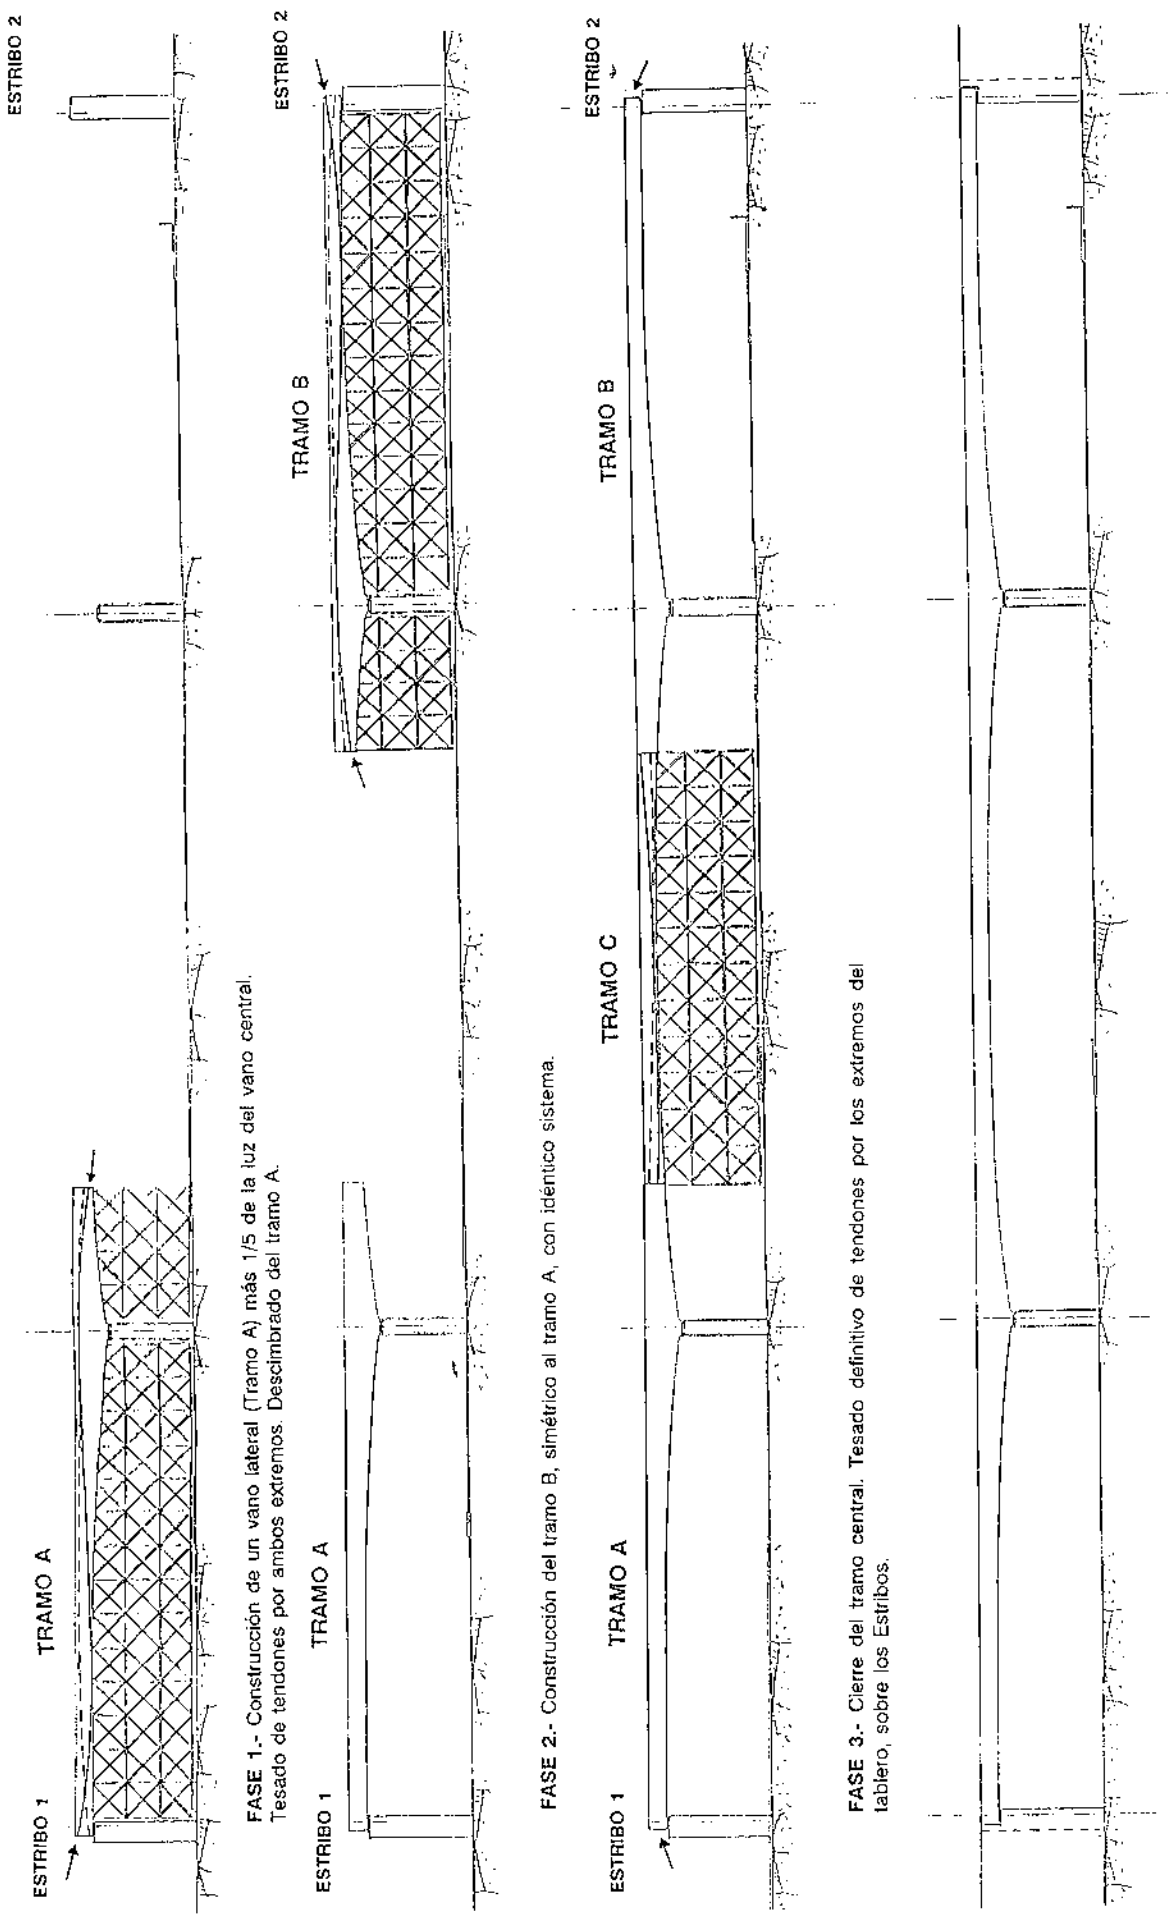 ESTRIBO 1
TRAMO A
ESTRIBO 2
FASE 1.- Construcción de un vano lateral (Tramo A) más 1/5 de la luz del vano central.
Tesado de tendones por ambos extremos. Descimbrado del tramo A.
ESTRIBO 1
TRAMO A
TRAMO B
ESTRIBO 2
FASE 2.- Construcción del tramo B, simétrico al tramo A, con idéntico sistema.
ESTRIBO 1
TRAMO A
TRAMO C
TRAMO B
ESTRIBO 2
FASE 3.- Cierre del tramo central. Tesado definitivo de tendones por los extremos del
tablero, sobre los Estribos.